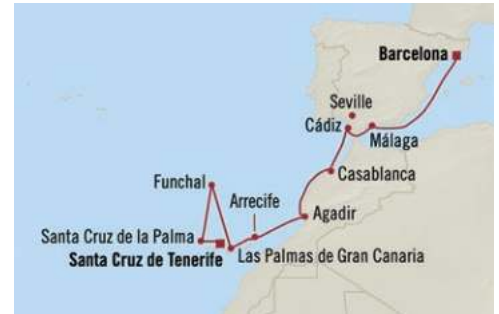 Barcelona
Seville
Cádiz
Málaga
Casablanca
Funchal
Arrecife
Agadir
Santa Cruz de la Palma
Santa Cruz de Tenerife
Las Palmas de Gran Canaria